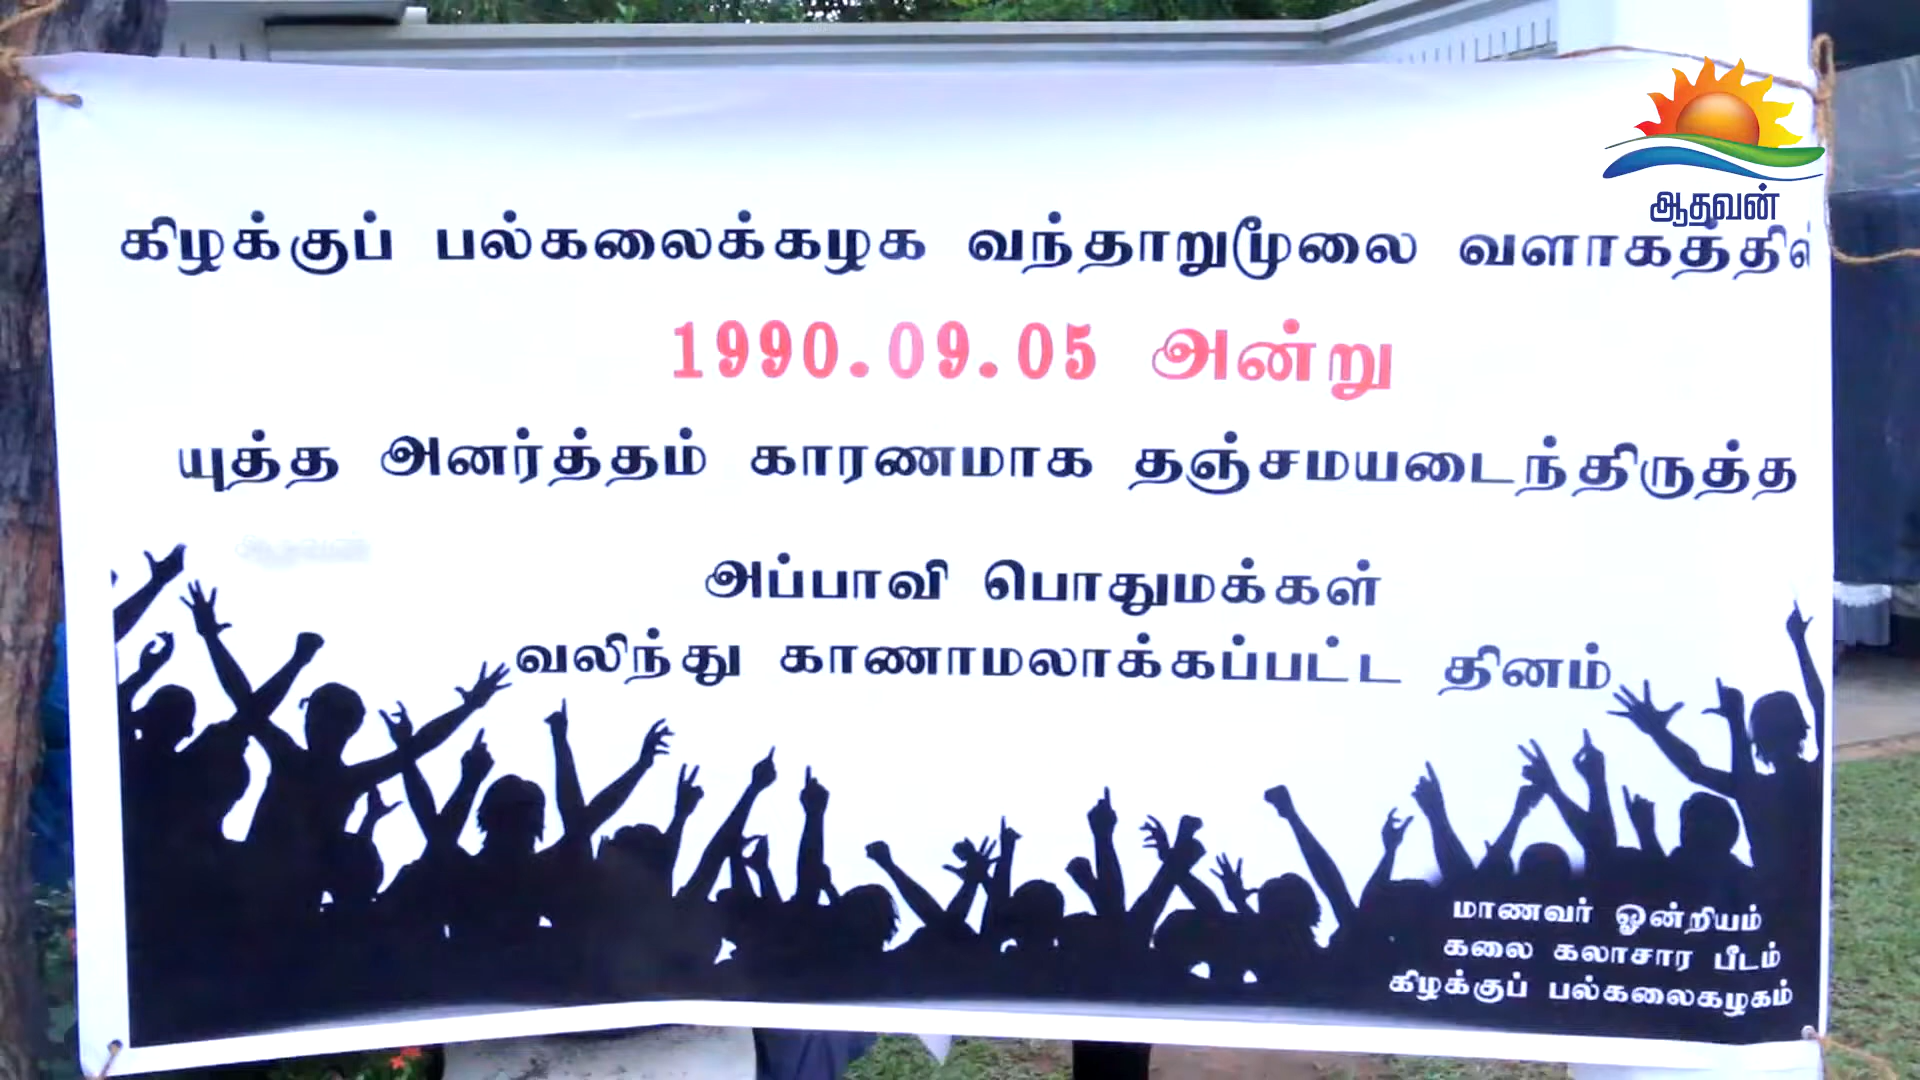 ஆதவன்
கிழக்குப் பல்கலைக்கழக வந்தாறுமூலை வளாகத்தில்
1990.09.05 அன்று
யுத்த அனர்த்தம் காரணமாக தஞ்சமயடைந்திருத்த
அப்பாவி பொதுமக்கள்
வலிந்து காணாமலாக்கப்பட்ட தினம்
மாணவர் ஓன்றியம்
கலை கலாசார பீடம்
கிழக்குப் பல்கலைகழகம்